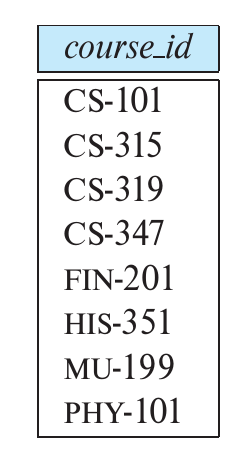 course_id
CS-101
CS-315
CS-319
CS-347
FIN-201
HIS-351
MU-199
PHY-101